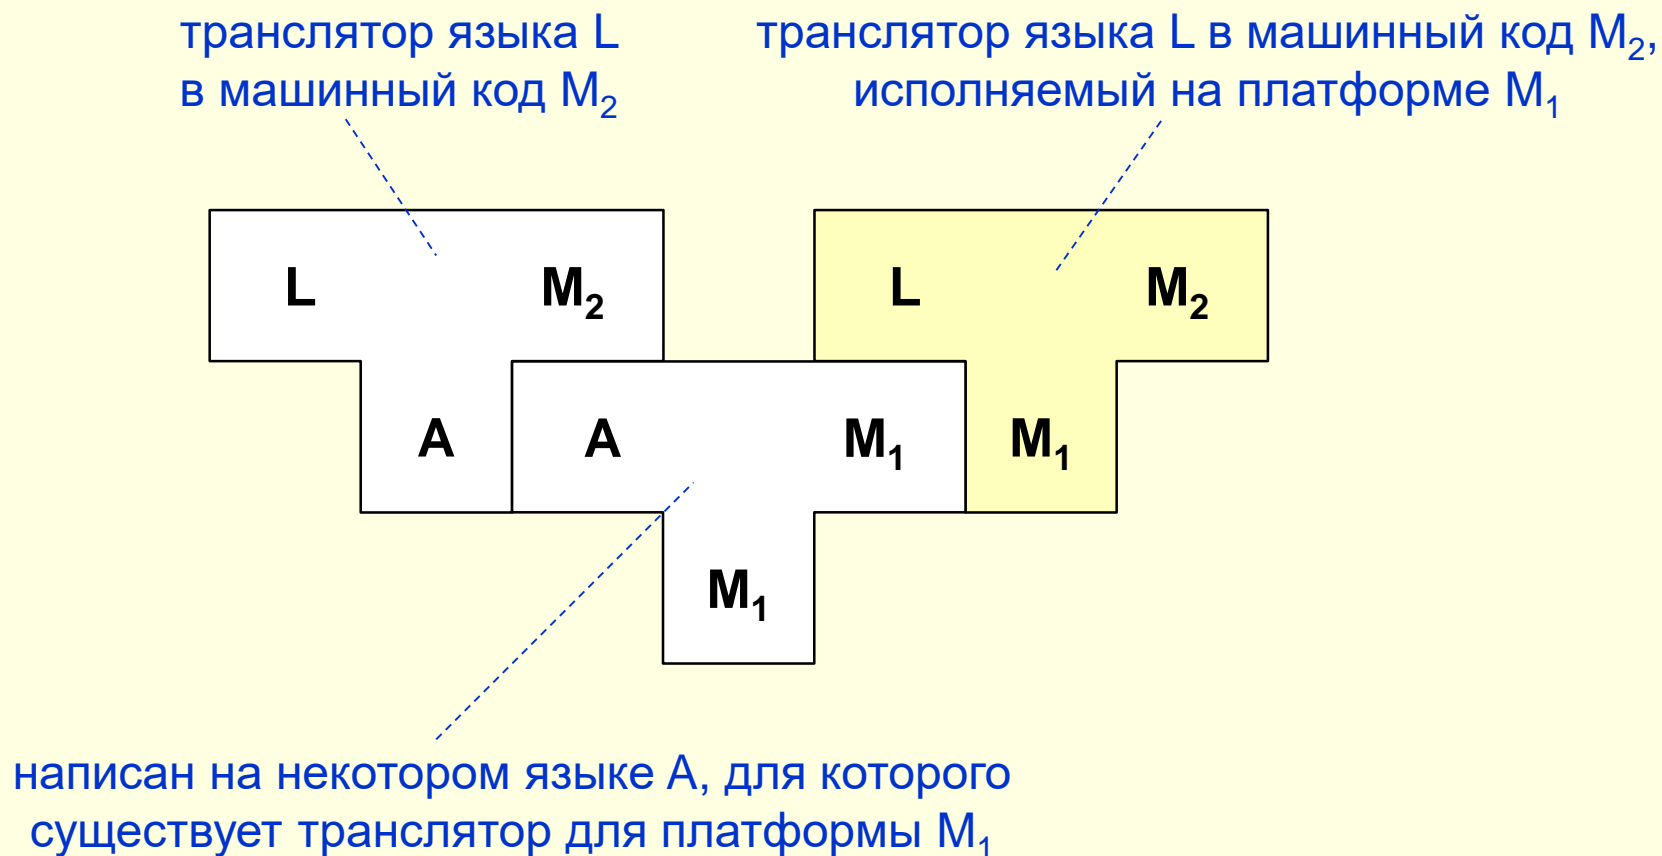 транслятор языка L
в машинный код M₂
транслятор языка L в машинный код M₂,
исполняемый на платформе M₁
L M₂ L M₂
A A M₁ M₁
M₁
написан на некотором языке A, для которого
существует транслятор для платформы M₁